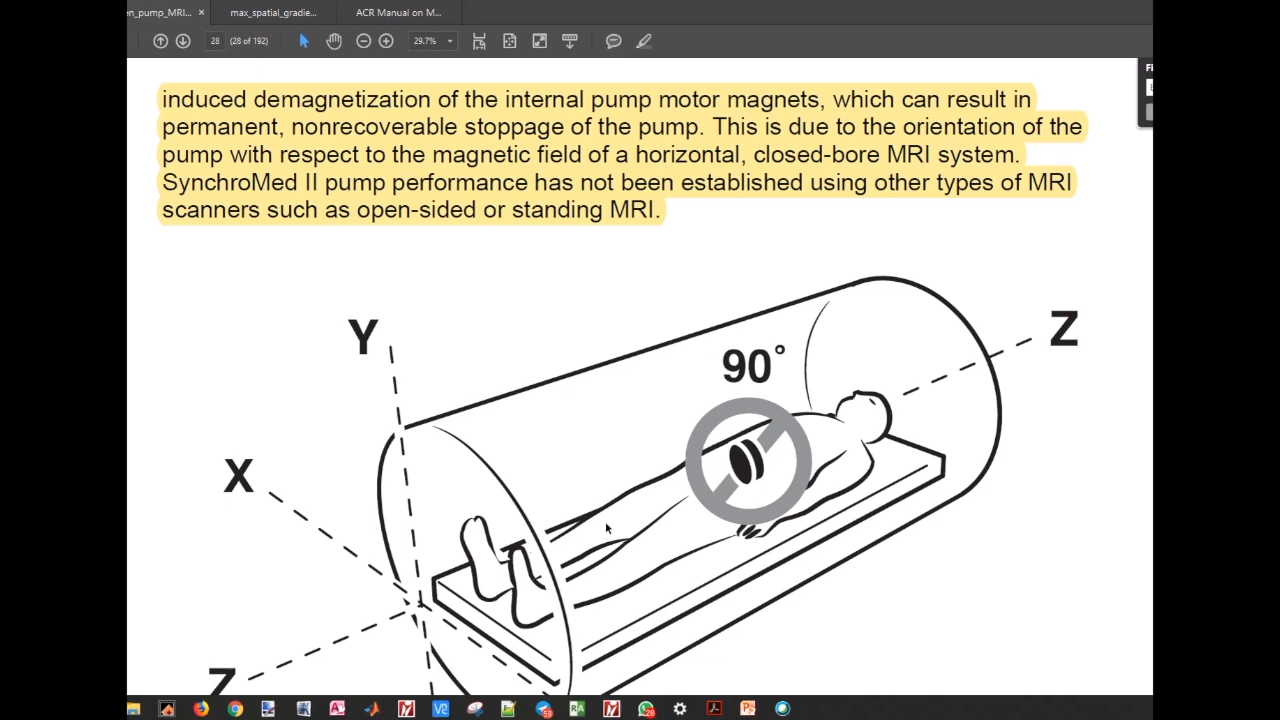 en_pump_MRI... × max_spatial_gradie... ACR Manual on M...
28 (28 of 192) 29.7%
induced demagnetization of the internal pump motor magnets, which can result in
permanent, nonrecoverable stoppage of the pump. This is due to the orientation of the
pump with respect to the magnetic field of a horizontal, closed-bore MRI system.
SynchroMed II pump performance has not been established using other types of MRI
scanners such as open-sided or standing MRI.
Y
Z
90°
X
Z